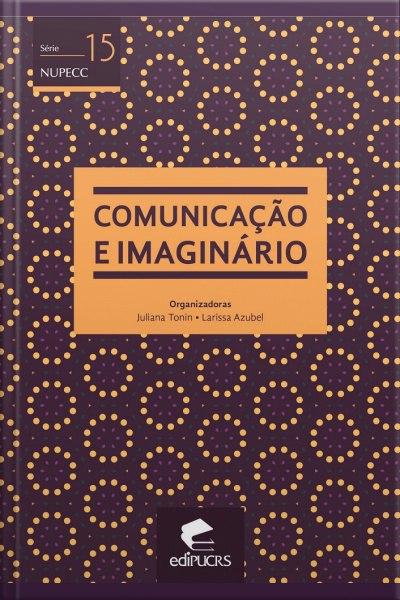 Série 15
NUPECC
COMUNICAÇÃO
E IMAGINÁRIO
Organizadoras
Juliana Tonin • Larissa Azubel
ediPUCRS